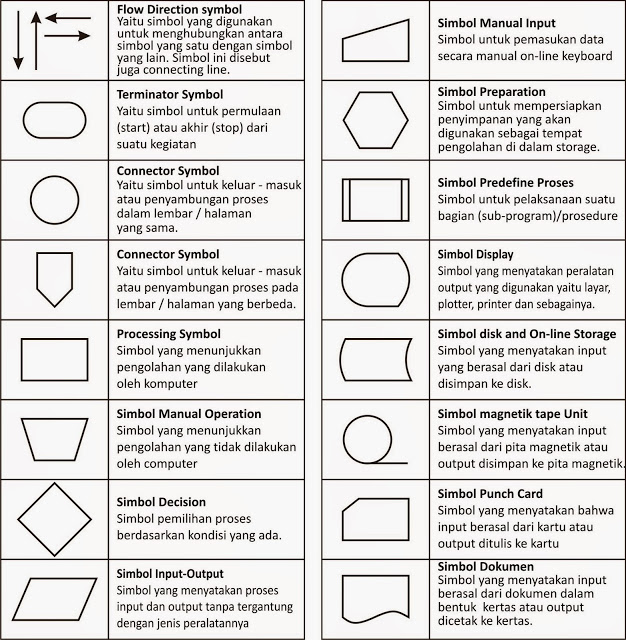 Flow Direction symbol
Yaitu simbol yang digunakan
untuk menghubungkan antara
simbol yang satu dengan simbol
yang lain. Simbol ini disebut
juga connecting line.
Terminator Symbol
Yaitu simbol untuk permulaan
(start) atau akhir (stop) dari
suatu kegiatan
Connector Symbol
Yaitu simbol untuk keluar - masuk
atau penyambungan proses
dalam lembar / halaman
yang sama.
Connector Symbol
Yaitu simbol untuk keluar - masuk
atau penyambungan proses pada
lembar / halaman yang berbeda.
Processing Symbol
Simbol yang menunjukkan
pengolahan yang dilakukan
oleh komputer
Simbol Manual Operation
Simbol yang menunjukkan
pengolahan yang tidak dilakukan
oleh computer
Simbol Decision
Simbol pemilihan proses
berdasarkan kondisi yang ada.
Simbol Input-Output
Simbol yang menyatakan proses
input dan output tanpa tergantung
dengan jenis peralatannya
Simbol Manual Input
Simbol untuk pemasukan data
secara manual on-line keyboard
Simbol Preparation
Simbol untuk mempersiapkan
penyimpanan yang akan
digunakan sebagai tempat
pengolahan di dalam storage.
Simbol Predefine Proses
Simbol untuk pelaksanaan suatu
bagian (sub-program)/prosedure
Simbol Display
Simbol yang menyatakan peralatan
output yang digunakan yaitu layar,
plotter, printer dan sebagainya.
Simbol disk and On-line Storage
Simbol yang menyatakan input
yang berasal dari disk atau
disimpan ke disk.
Simbol magnetik tape Unit
Simbol yang menyatakan input
berasal dari pita magnetik atau
output disimpan ke pita magnetik.
Simbol Punch Card
Simbol yang menyatakan bahwa
input berasal dari kartu atau
output ditulis ke kartu
Simbol Dokumen
Simbol yang menyatakan input
berasal dari dokumen dalam
bentuk kertas atau output
dicetak ke kertas.